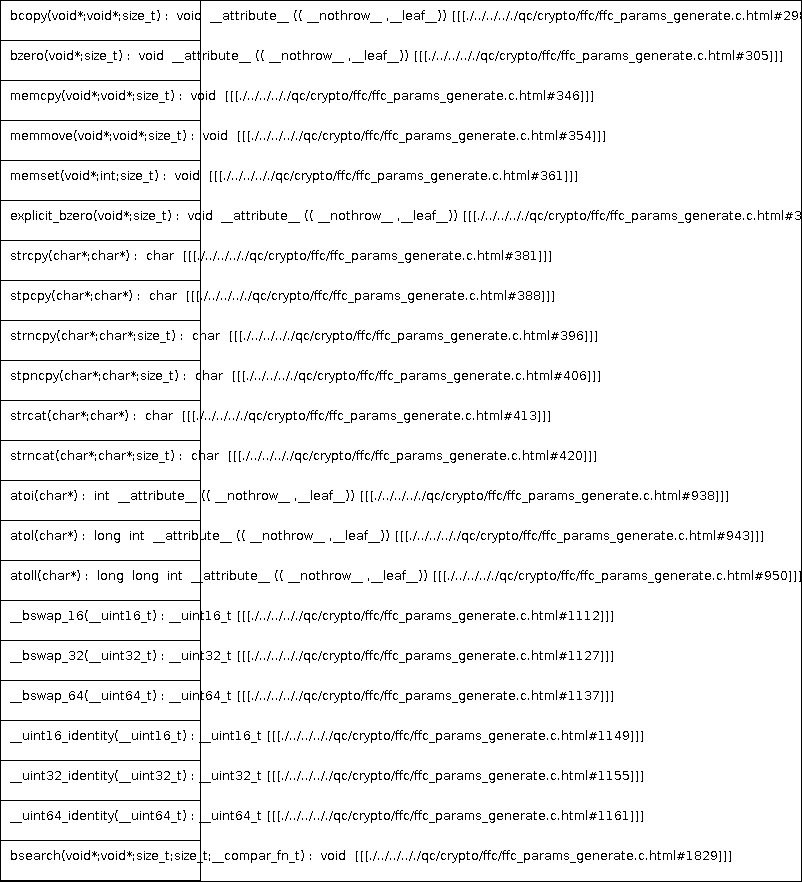 bcopy(void*;void*;size_t) : void __attribute__ (( __nothrow__ ,__leaf__)) [[[./../../../../qc/crypto/ffc/ffc_params_generate.c.html#298
bzero(void*;size_t) : void __attribute__ (( __nothrow__ ,__leaf__)) [[[./../../../../qc/crypto/ffc/ffc_params_generate.c.html#305]]]
memcpy(void*;void*;size_t) : void [[[./../../../../qc/crypto/ffc/ffc_params_generate.c.html#346]]]
memmove(void*;void*;size_t) : void [[[./../../../../qc/crypto/ffc/ffc_params_generate.c.html#354]]]
memset(void*;int;size_t) : void [[[./../../../../qc/crypto/ffc/ffc_params_generate.c.html#361]]]
explicit_bzero(void*;size_t) : void __attribute__ (( __nothrow__ ,__leaf__)) [[[./../../../../qc/crypto/ffc/ffc_params_generate.c.html#3
strcpy(char*;char*) : char [[[./../../../../qc/crypto/ffc/ffc_params_generate.c.html#381]]]
stpcpy(char*;char*) : char [[[./../../../../qc/crypto/ffc/ffc_params_generate.c.html#388]]]
strncpy(char*;char*;size_t) : char [[[./../../../../qc/crypto/ffc/ffc_params_generate.c.html#396]]]
stpncpy(char*;char*;size_t) : char [[[./../../../../qc/crypto/ffc/ffc_params_generate.c.html#406]]]
strcat(char*;char*) : char [[[./../../../../qc/crypto/ffc/ffc_params_generate.c.html#413]]]
strncat(char*;char*;size_t) : char [[[./../../../../qc/crypto/ffc/ffc_params_generate.c.html#420]]]
atoi(char*) : int __attribute__ (( __nothrow__ ,__leaf__)) [[[./../../../../qc/crypto/ffc/ffc_params_generate.c.html#938]]]
atol(char*) : long int __attribute__ (( __nothrow__ ,__leaf__)) [[[./../../../../qc/crypto/ffc/ffc_params_generate.c.html#943]]]
atoll(char*) : long long int __attribute__ (( __nothrow__ ,__leaf__)) [[[./../../../../qc/crypto/ffc/ffc_params_generate.c.html#950]]]
__bswap_16(__uint16_t) : __uint16_t [[[./../../../../qc/crypto/ffc/ffc_params_generate.c.html#1112]]]
__bswap_32(__uint32_t) : __uint32_t [[[./../../../../qc/crypto/ffc/ffc_params_generate.c.html#1127]]]
__bswap_64(__uint64_t) : __uint64_t [[[./../../../../qc/crypto/ffc/ffc_params_generate.c.html#1137]]]
__uint16_identity(__uint16_t) : __uint16_t [[[./../../../../qc/crypto/ffc/ffc_params_generate.c.html#1149]]]
__uint32_identity(__uint32_t) : __uint32_t [[[./../../../../qc/crypto/ffc/ffc_params_generate.c.html#1155]]]
__uint64_identity(__uint64_t) : __uint64_t [[[./../../../../qc/crypto/ffc/ffc_params_generate.c.html#1161]]]
bsearch(void*;void*;size_t;size_t;__compar_fn_t) : void [[[./../../../../qc/crypto/ffc/ffc_params_generate.c.html#1829]]]